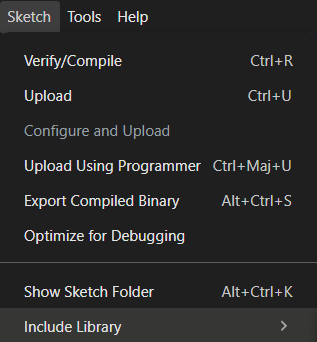 Sketch Tools Help
Verify/Compile Ctrl+R
Upload Ctrl+U
Configure and Upload
Upload Using Programmer Ctrl+Maj+U
Export Compiled Binary Alt+Ctrl+S
Optimize for Debugging
Show Sketch Folder Alt+Ctrl+K
Include Library